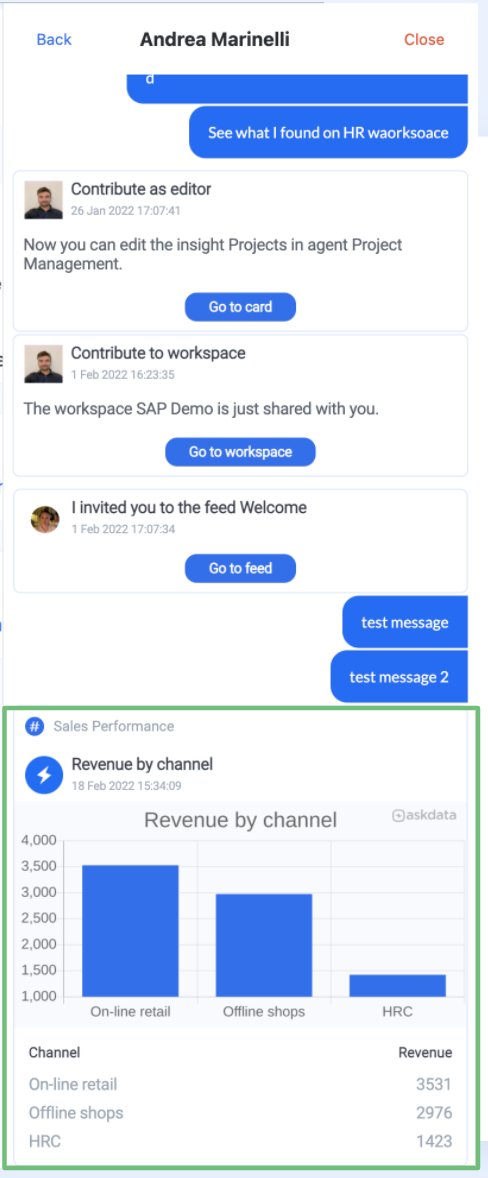 Back Andrea Marinelli Close
d
See what I found on HR waorksoace
Contribute as editor
26 Jan 2022 17:07:41
Now you can edit the insight Projects in agent Project
Management.
Go to card
Contribute to workspace
1 Feb 2022 16:23:35
The workspace SAP Demo is just shared with you.
Go to workspace
I invited you to the feed Welcome
1 Feb 2022 17:07:34
Go to feed
test message
test message 2
# Sales Performance
Revenue by channel
18 Feb 2022 15:34:09
Revenue by channel
askdata
4,000
3,500
3,000
2,500
2,000
1,500
1,000
On-line retail Offline shops HRC
Channel Revenue
On-line retail 3531
Offline shops 2976
HRC 1423